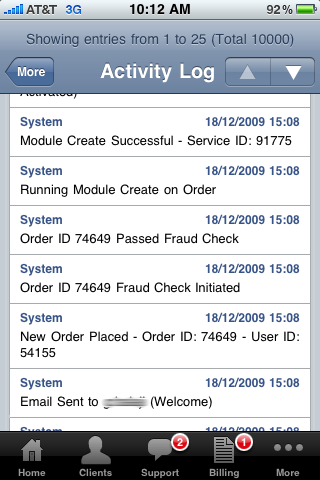 AT&T 3G 10:12 AM 92%
Showing entries from 1 to 25 (Total 10000)
More Activity Log
Activated)
System 18/12/2009 15:08
Module Create Successful - Service ID: 91775
System 18/12/2009 15:08
Running Module Create on Order
System 18/12/2009 15:08
Order ID 74649 Passed Fraud Check
System 18/12/2009 15:08
Order ID 74649 Fraud Check Initiated
System 18/12/2009 15:08
New Order Placed - Order ID: 74649 - User ID:
54155
System 18/12/2009 15:08
Email Sent to (Welcome)
System 18/12/2009 15:08
2 1
Home Clients Support Billing More